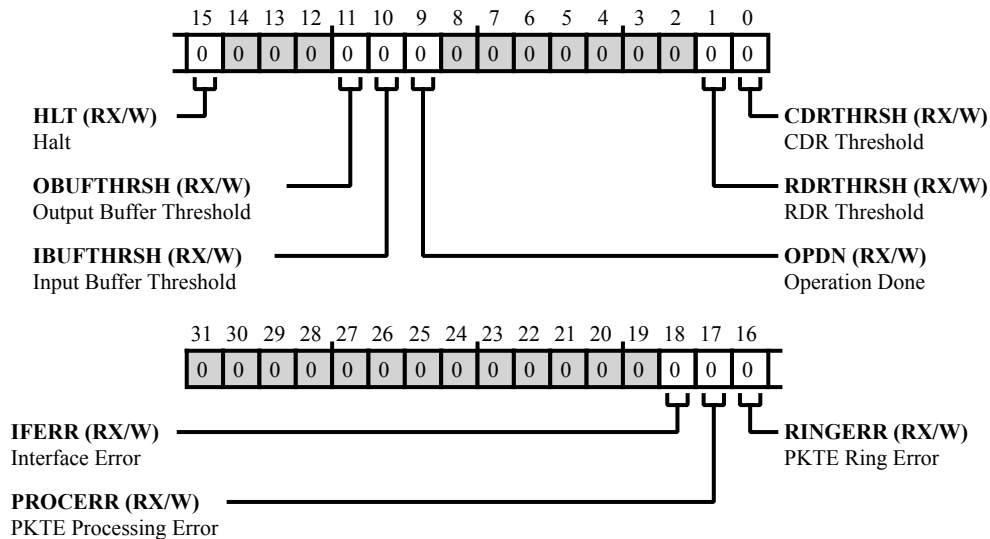 15 14 13 12 11 10 9 8 7 6 5 4 3 2 1 0
0 0 0 0 0 0 0 0 0 0 0 0 0 0 0 0
HLT (RX/W)
Halt
CDRTHRSH (RX/W)
CDR Threshold
OBUFTHRSH (RX/W)
Output Buffer Threshold
RDRTHRSH (RX/W)
RDR Threshold
IBUFTHRSH (RX/W)
Input Buffer Threshold
OPDN (RX/W)
Operation Done
31 30 29 28 27 26 25 24 23 22 21 20 19 18 17 16
0 0 0 0 0 0 0 0 0 0 0 0 0 0 0 0
IFERR (RX/W)
Interface Error
RINGERR (RX/W)
PKTE Ring Error
PROCERR (RX/W)
PKTE Processing Error